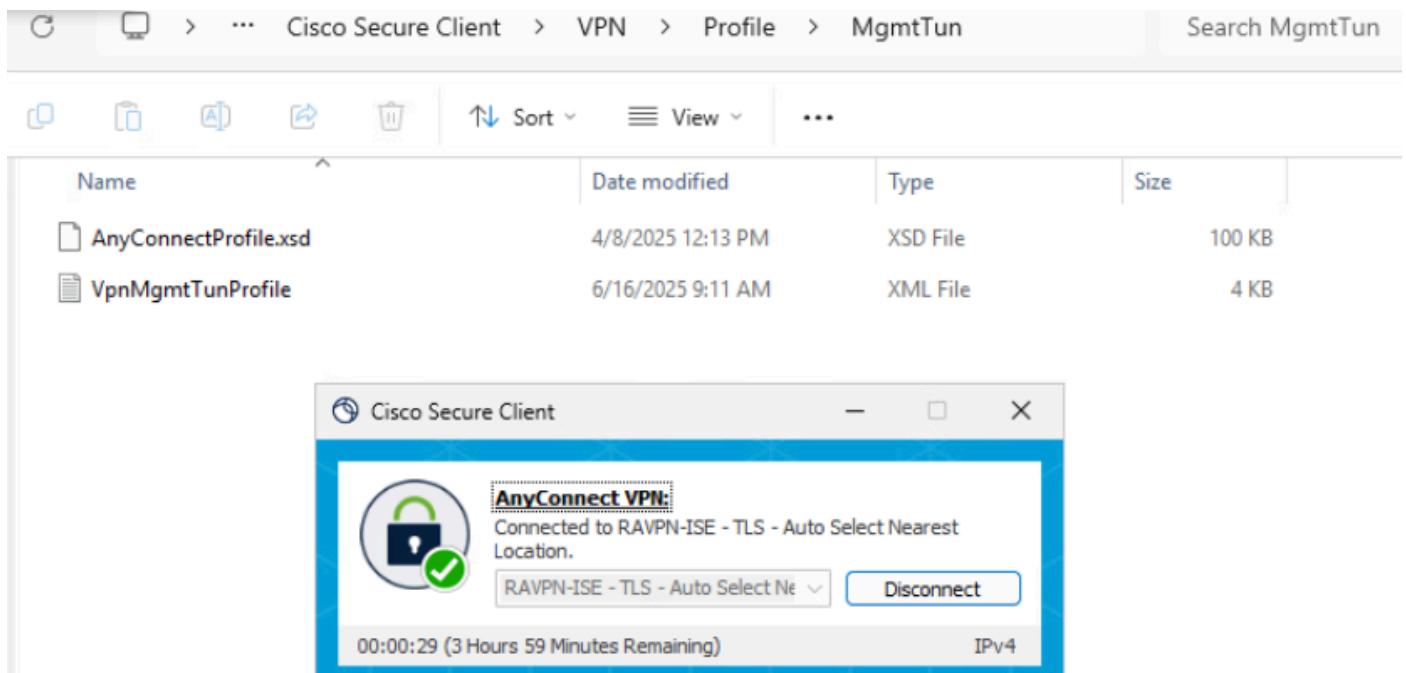 Cisco Secure Client > VPN > Profile > MgmtTun Search MgmtTun
Sort View
Name Date modified Type Size
AnyConnectProfile.xsd 4/8/2025 12:13 PM XSD File 100 KB
VpnMgmtTunProfile 6/16/2025 9:11 AM XML File 4 KB
Cisco Secure Client
AnyConnect VPN:
Connected to RAVPN-ISE - TLS - Auto Select Nearest
Location.
RAVPN-ISE - TLS - Auto Select Ne Disconnect
00:00:29 (3 Hours 59 Minutes Remaining) IPv4